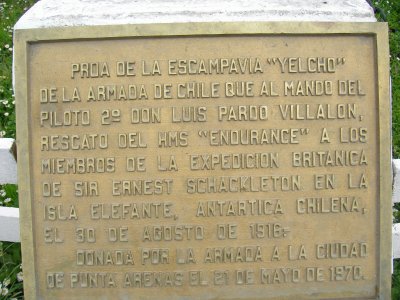 PROA DE LA ESCAMPAVIA "YELCHO"
DE LA ARMADA DE CHILE QUE AL MANDO DEL
PILOTO 2º DON LUIS PARDO VILLALON,
RESCATO DEL HMS "ENDURANCE" A LOS
MIEMBROS DE LA EXPEDICION BRITANICA
DE SIR ERNEST SCHACKLETON EN LA
ISLA ELEFANTE, ANTARTICA CHILENA,
EL 30 DE AGOSTO DE 1916.-
DONADA POR LA ARMADA A LA CIUDAD
DE PUNTA ARENAS EL 21 DE MAYO DE 1970.